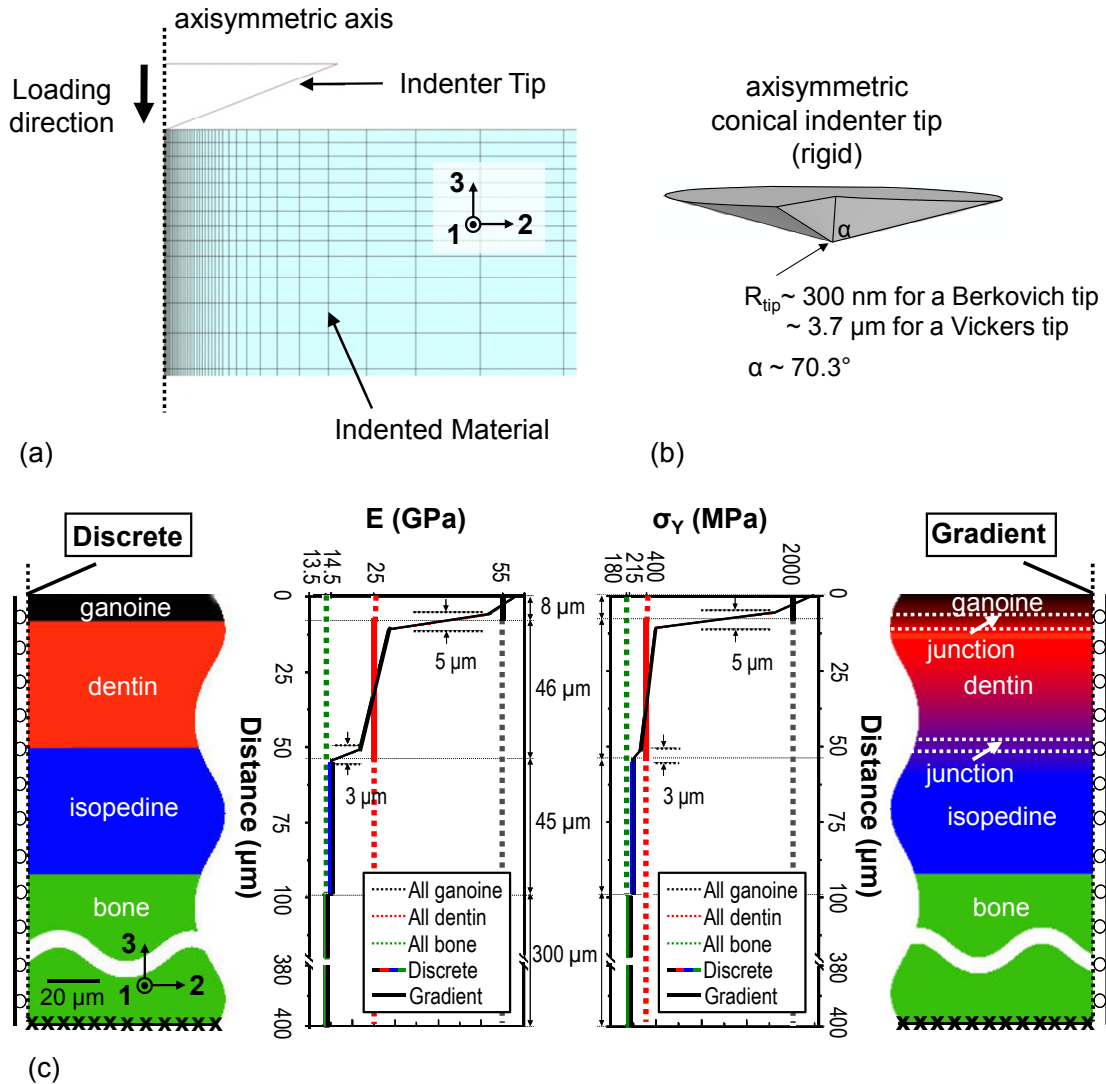 axisymmetric axis
Loading
direction
Indenter Tip
3
1
2
Indented Material
(a)
axisymmetric
conical indenter tip
(rigid)
α
R_tip ~ 300 nm for a Berkovich tip
~ 3.7 μm for a Vickers tip
α ~ 70.3°
(b)
Discrete
ganoine
dentin
isopedine
bone
3
1
2
20 μm
E (GPa)
13.5
14.5
25
55
0
25
50
75
100
380
400
Distance (μm)
5 μm
3 μm
All ganoine
All dentin
All bone
Discrete
Gradient
8 μm
46 μm
45 μm
300 μm
σ_Y (MPa)
180
215
400
2000
5 μm
3 μm
All ganoine
All dentin
All bone
Discrete
Gradient
0
25
50
75
100
380
400
Distance (μm)
Gradient
ganoine
junction
dentin
junction
isopedine
bone
(c)